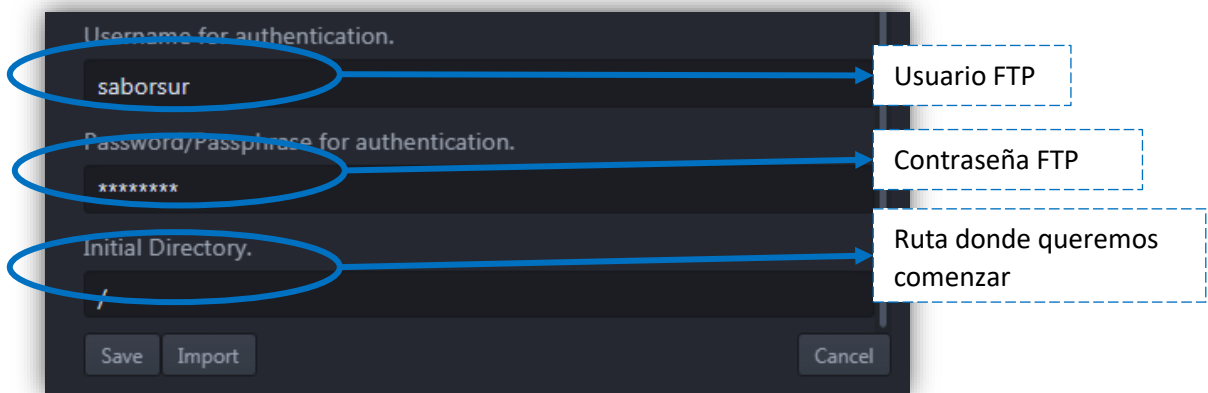 Username for authentication.
saborsur
Usuario FTP
Password/Passphrase for authentication.
********
Contraseña FTP
Initial Directory.
/
Ruta donde queremos
comenzar
Save
Import
Cancel